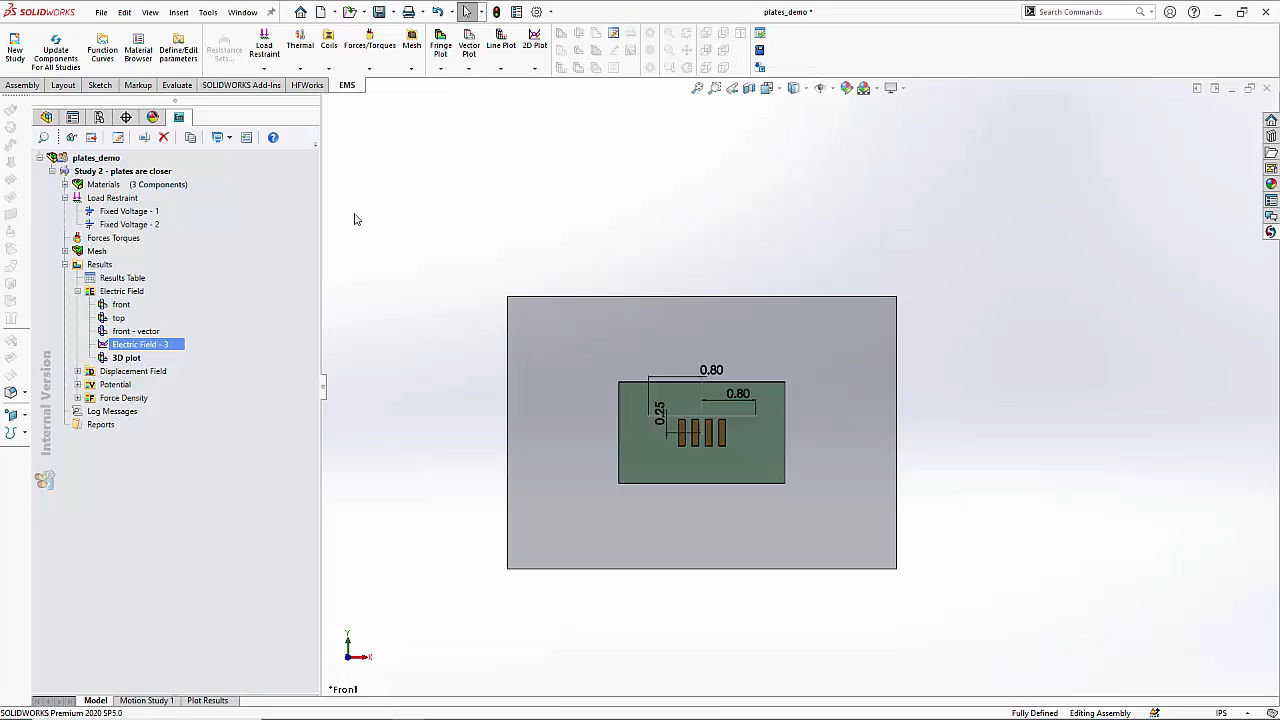 SOLIDWORKS File Edit View Insert Tools Window plates_demo * Search Commands
New Study
Update Components For All Studies
Function Curves
Material Browser
Define/Edit parameters
Resistance Sets...
Load Restraint
Thermal
Coils
Forces/Torques
Mesh
Fringe Plot
Vector Plot
Line Plot
2D Plot
Assembly Layout Sketch Markup Evaluate SOLIDWORKS Add-Ins HFWorks EMS
plates_demo
Study 2 - plates are closer
Materials (3 Components)
Load Restraint
Fixed Voltage - 1
Fixed Voltage - 2
Forces Torques
Mesh
Results
Results Table
Electric Field
front
top
front - vector
Electric Field - 3
3D plot
Displacement Field
Potential
Force Density
Log Messages
Reports
Internal Version
0.80
0.80
0.25
Y
X
*Front
Model Motion Study 1 Plot Results
SOLIDWORKS Premium 2020 SP5.0 Fully Defined Editing Assembly IPS